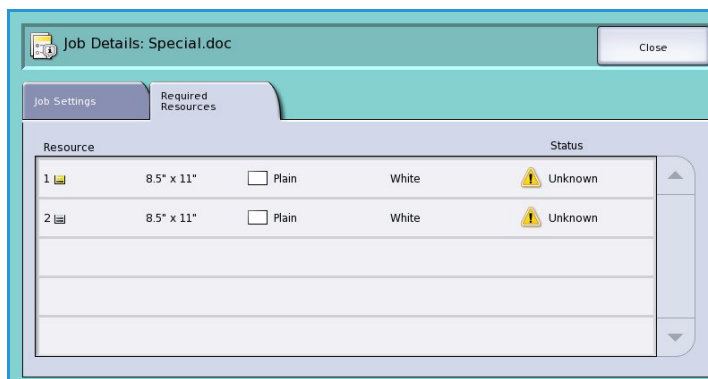 Job Details: Special.doc
Close
Job Settings
Required
Resources
Resource Status
1 8.5" x 11" Plain White Unknown
2 8.5" x 11" Plain White Unknown